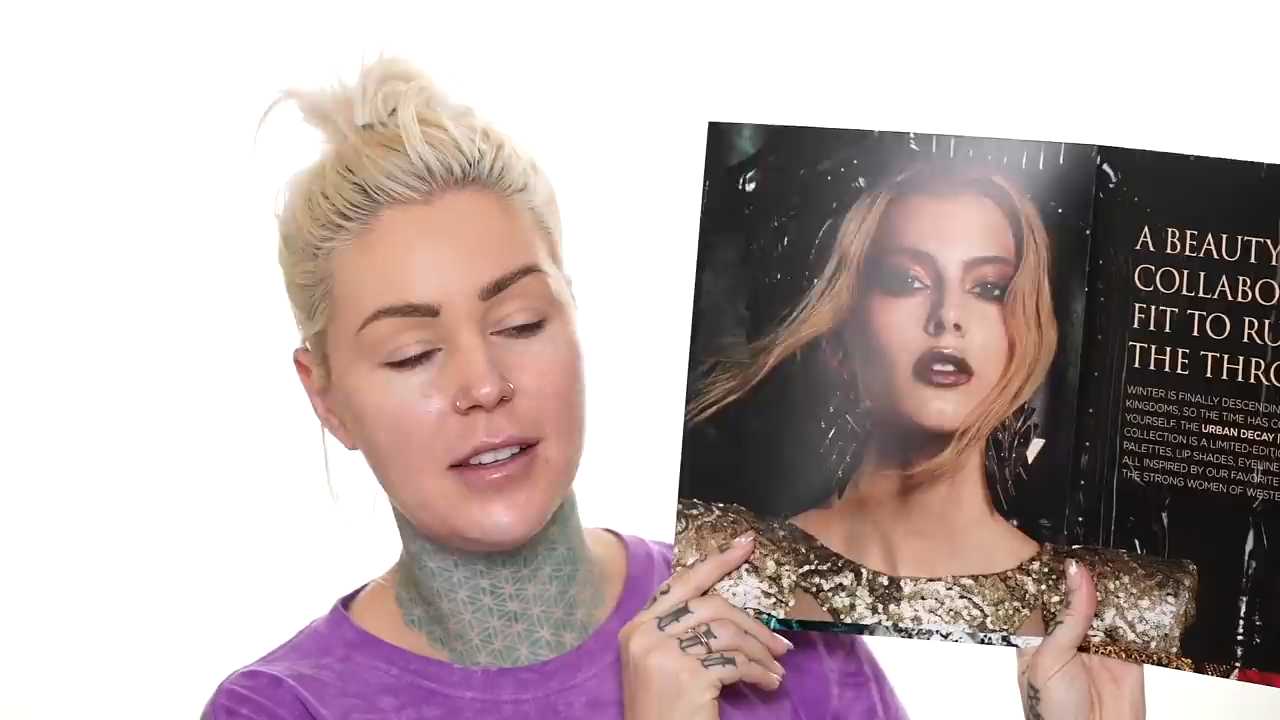 A BEAUTY
COLLABO
FIT TO RU
THE THRO
WINTER IS FINALLY DESCENDIN
KINGDOMS, SO THE TIME HAS CO
YOURSELF. THE URBAN DECAY
COLLECTION IS A LIMITED-EDITI
PALETTES, LIP SHADES, EYELINE
ALL INSPIRED BY OUR FAVORITE
THE STRONG WOMEN OF WESTE